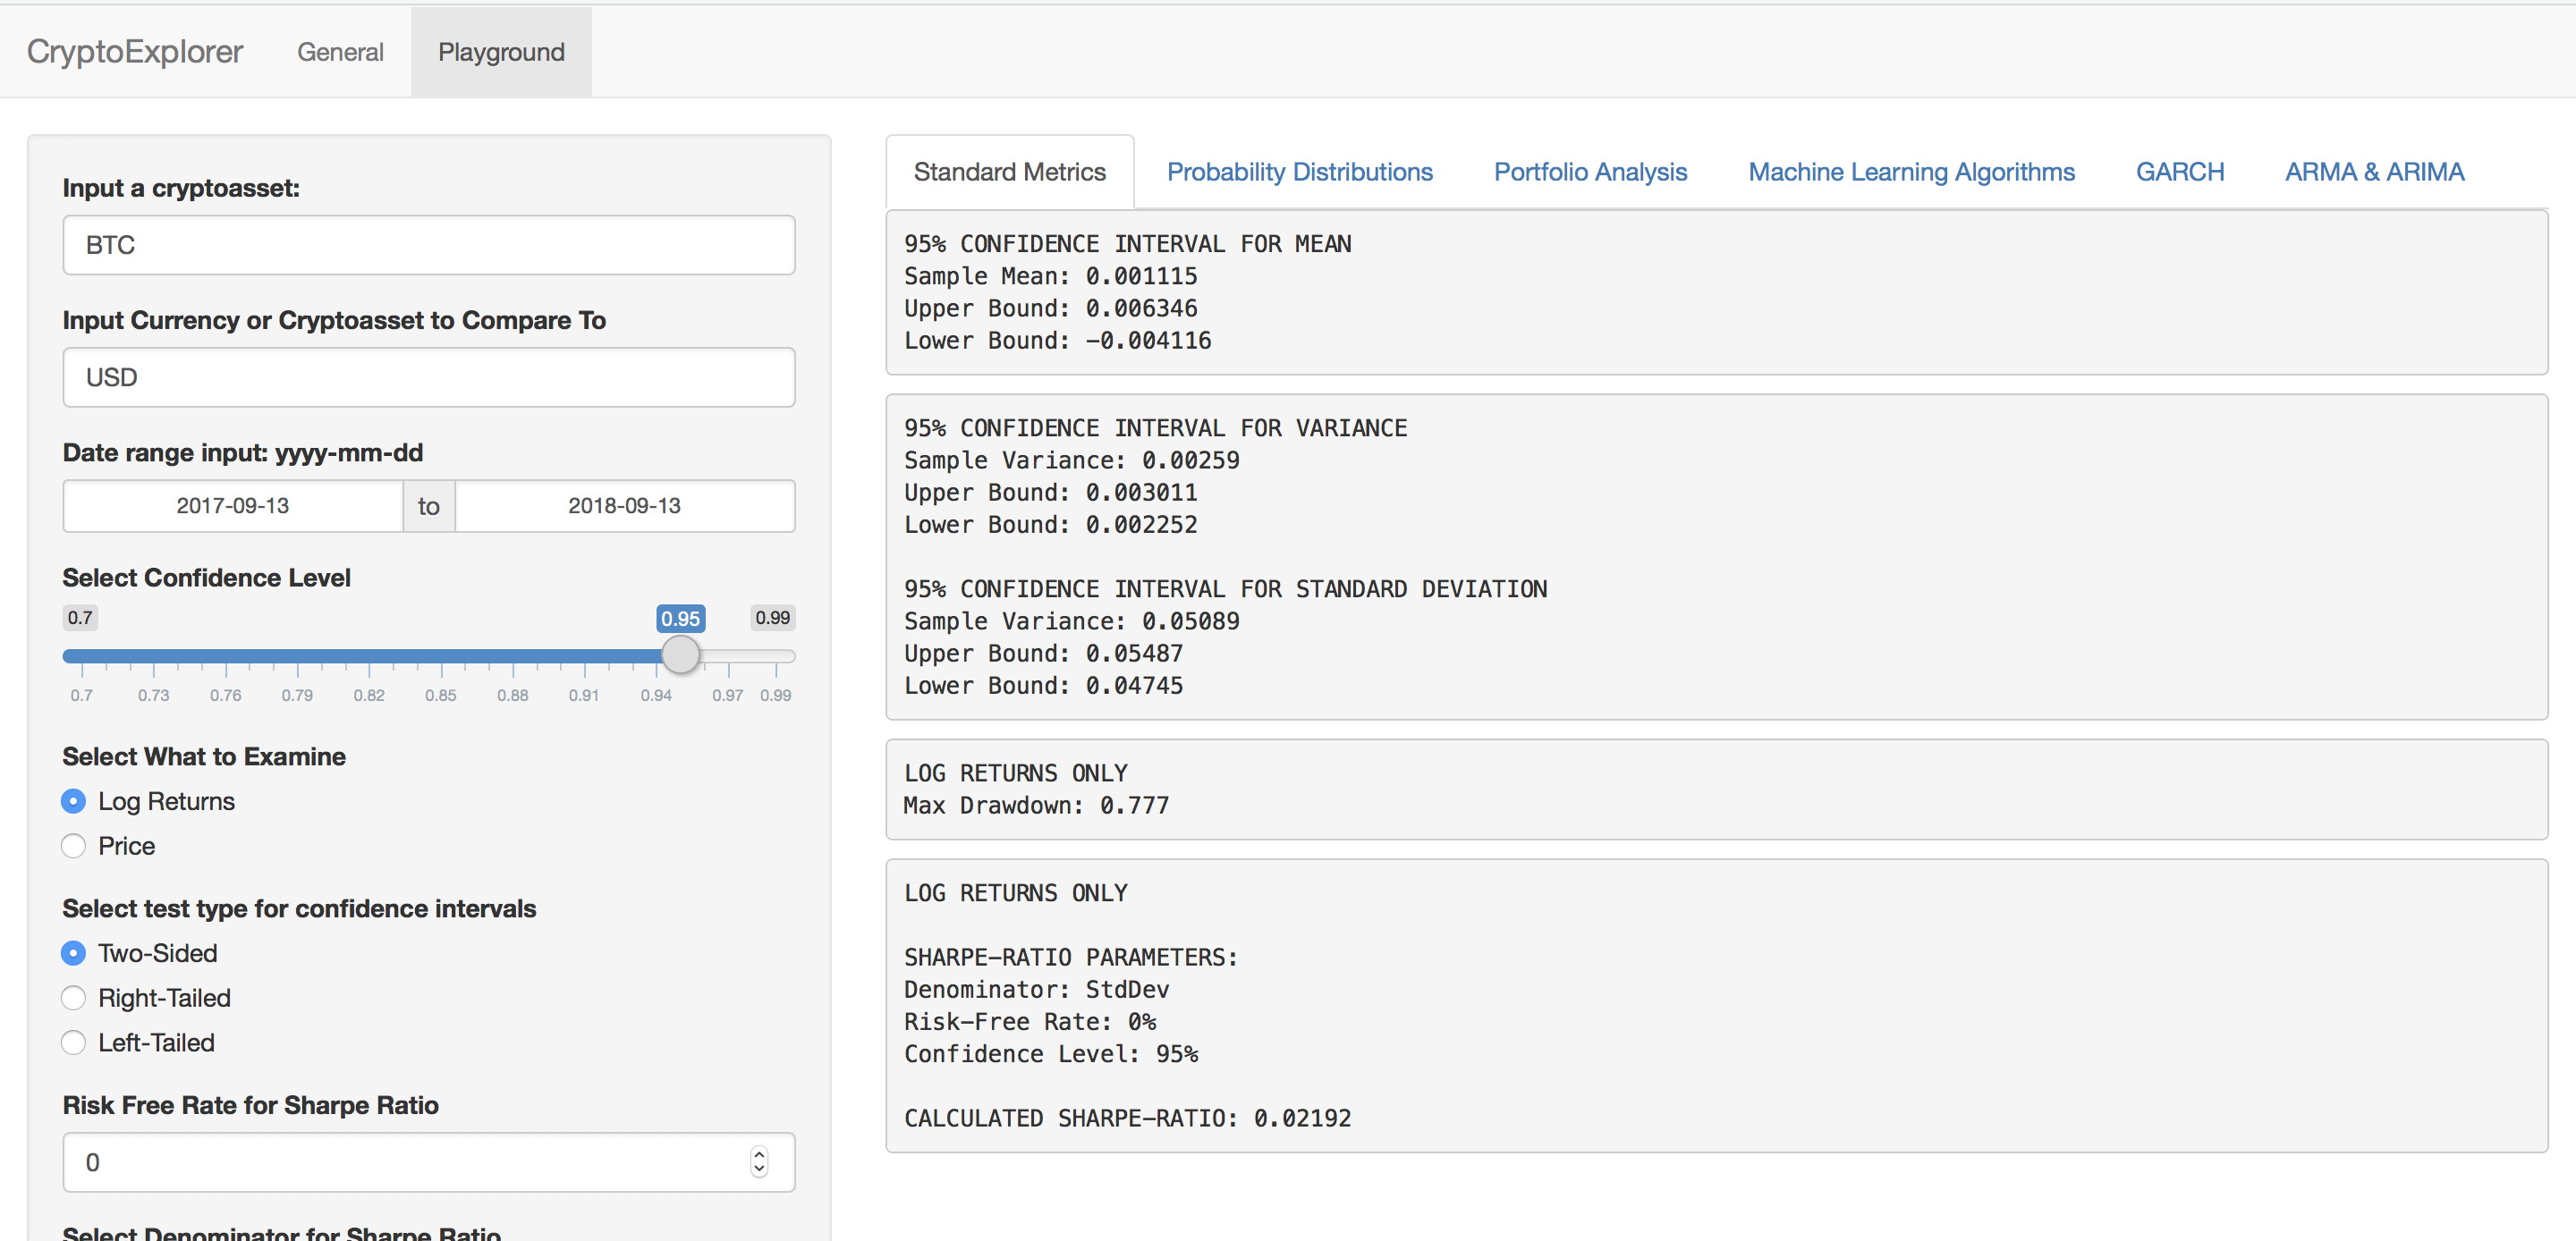 CryptoExplorer General Playground
Input a cryptoasset:
BTC
Input Currency or Cryptoasset to Compare To
USD
Date range input: yyyy-mm-dd
2017-09-13 to 2018-09-13
Select Confidence Level
0.7 0.95 0.99
0.7 0.73 0.76 0.79 0.82 0.85 0.88 0.91 0.94 0.97 0.99
Select What to Examine
Log Returns
Price
Select test type for confidence intervals
Two-Sided
Right-Tailed
Left-Tailed
Risk Free Rate for Sharpe Ratio
0
Select Denominator for Sharpe Ratio
Standard Metrics Probability Distributions Portfolio Analysis Machine Learning Algorithms GARCH ARMA & ARIMA
95% CONFIDENCE INTERVAL FOR MEAN
Sample Mean: 0.001115
Upper Bound: 0.006346
Lower Bound: -0.004116
95% CONFIDENCE INTERVAL FOR VARIANCE
Sample Variance: 0.00259
Upper Bound: 0.003011
Lower Bound: 0.002252
95% CONFIDENCE INTERVAL FOR STANDARD DEVIATION
Sample Variance: 0.05089
Upper Bound: 0.05487
Lower Bound: 0.04745
LOG RETURNS ONLY
Max Drawdown: 0.777
LOG RETURNS ONLY
SHARPE-RATIO PARAMETERS:
Denominator: StdDev
Risk-Free Rate: 0%
Confidence Level: 95%
CALCULATED SHARPE-RATIO: 0.02192